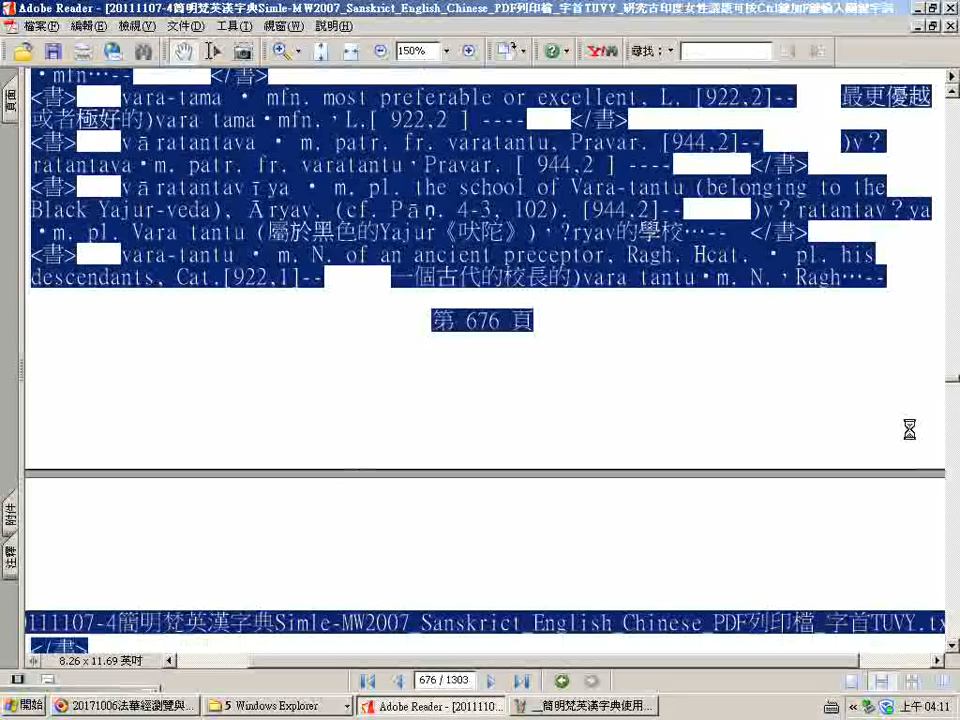 Adobe Reader - [20111107-4簡明梵英漢字典Simle-MW2007_Sanskrict_English_Chinese_PDF列印檔_字首TUVY_研究古印度女性議題可按Ctrl鍵加F鍵輸入關鍵字詞
檔案(F) 編輯(E) 檢視(V) 文件(D) 工具(T) 視窗(W) 說明(H)
150% 尋找:
頁面
‧mfn…-- </書>
<書> vara-tama ‧ mfn. most preferable or excellent, L. [922,2]-- 最更優越
或者極好的)vara tama‧mfn.，L.[ 922,2 ] ---- </書>
<書> vāratantava ‧ m. patr. fr. varatantu, Pravar. [944,2]-- )v？
ratantava‧m. patr. fr. varatantu，Pravar. [ 944,2 ] ---- </書>
<書> vāratantavīya ‧ m. pl. the school of Vara-tantu (belonging to the
Black Yajur-veda), Āryav. (cf. Pāṇ. 4-3, 102). [944,2]-- )v？ratantav？ya
‧m. pl. Vara tantu (屬於黑色的Yajur《吠陀》)，?ryav的學校…-- </書>
<書> vara-tantu ‧ m. N. of an ancient preceptor, Ragh. Hcat. ‧ pl. his
descendants, Cat.[922,1]-- 一個古代的校長的)vara tantu‧m. N.，Ragh…--
第 676 頁
附件
注釋
)111107-4簡明梵英漢字典Simle-MW2007_Sanskrict_English_Chinese_PDF列印檔_字首TUVY.tx
</書>
8.26 x 11.69 英吋
676 / 1303
開始 20171006法華經瀏覽與... 5 Windows Explorer Adobe Reader - [2011110... __簡明梵英漢字典使用... 上午 04:11